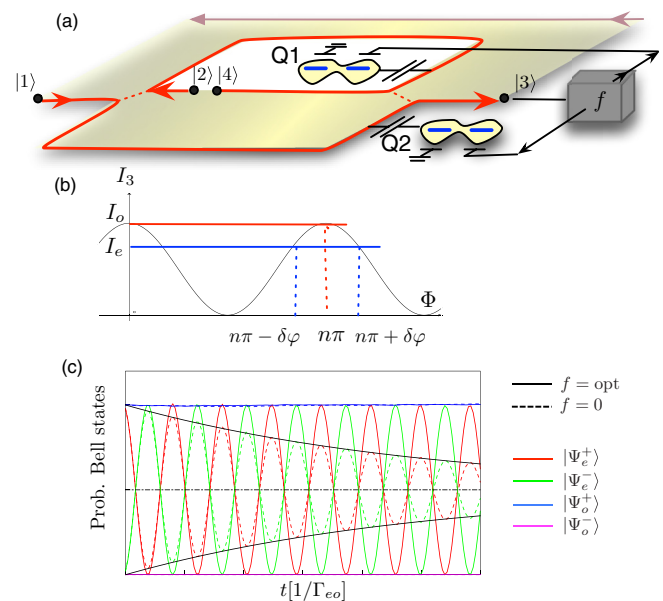 (a)
Q1
|1⟩
|2⟩ |4⟩
|3⟩
f
Q2
(b)
I₃
Iₒ
Iₑ
Φ
nπ − δφ
nπ
nπ + δφ
(c)
Prob. Bell states
t[1/Γₑₒ]
f = opt
f = 0
|Ψₑ⁺⟩
|Ψₑ⁻⟩
|Ψₒ⁺⟩
|Ψₒ⁻⟩